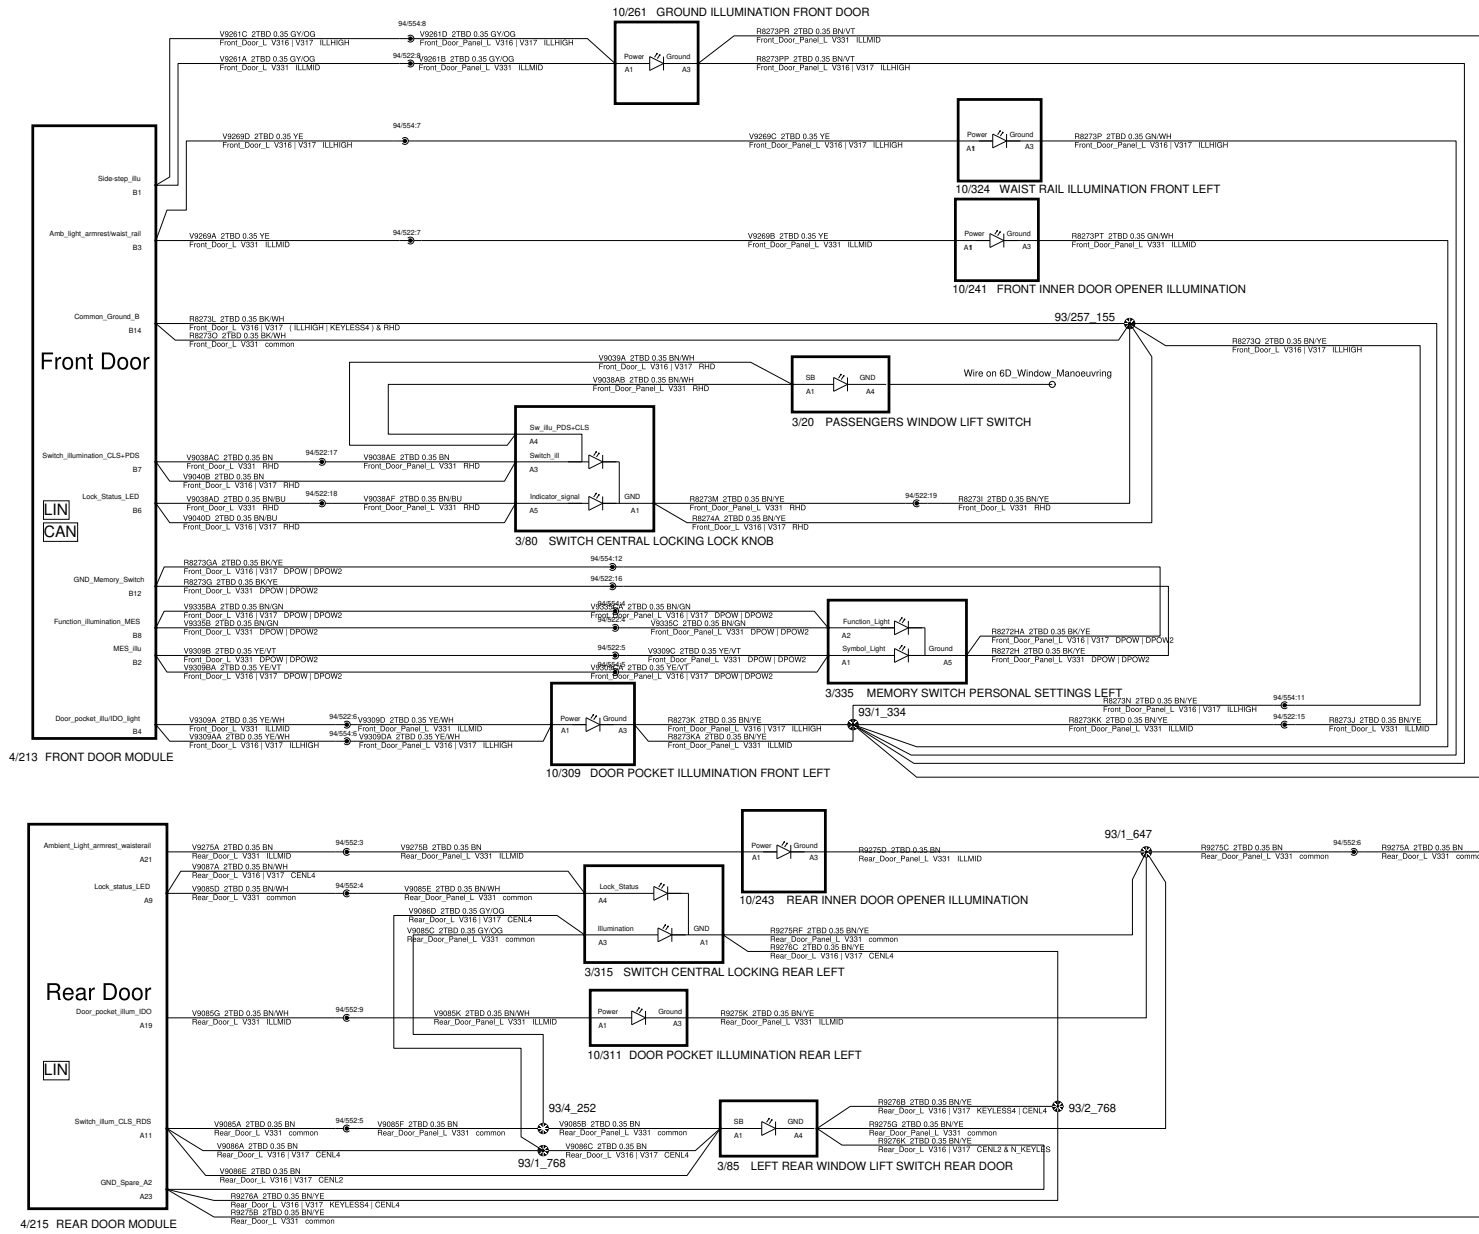 10/261 GROUND ILLUMINATION FRONT DOOR
94/554:8
V9261C 2TBD 0.35 GY/OG
Front_Door_L V316 | V317 ILLHIGH
V9261D 2TBD 0.35 GY/OG
Front_Door_Panel_L V316 | V317 ILLHIGH
V9261A 2TBD 0.35 GY/OG
Front_Door_L V331 ILLMID
94/522:8
V9261B 2TBD 0.35 GY/OG
Front_Door_Panel_L V331 ILLMID
Power
Ground
A1
A3
R8273PR 2TBD 0.35 BN/VT
Front_Door_Panel_L V331 ILLMID
R8273PP 2TBD 0.35 BN/VT
Front_Door_Panel_L V316 | V317 ILLHIGH
94/554:7
V9269D 2TBD 0.35 YE
Front_Door_L V316 | V317 ILLHIGH
V9269C 2TBD 0.35 YE
Front_Door_Panel_L V316 | V317 ILLHIGH
Power
Ground
A1
A3
R8273P 2TBD 0.35 GN/WH
Front_Door_Panel_L V316 | V317 ILLHIGH
10/324 WAIST RAIL ILLUMINATION FRONT LEFT
Side-step_illu
B1
Amb_light_armrest/waist_rail
B3
V9269A 2TBD 0.35 YE
Front_Door_L V331 ILLMID
94/522:7
V9269B 2TBD 0.35 YE
Front_Door_Panel_L V331 ILLMID
Power
Ground
A1
A3
R8273PT 2TBD 0.35 GN/WH
Front_Door_Panel_L V331 ILLMID
10/241 FRONT INNER DOOR OPENER ILLUMINATION
Common_Ground_B
B14
R8273L 2TBD 0.35 BK/WH
Front_Door_L V316 | V317 ( ILLHIGH | KEYLESS4 ) & RHD
R8273O 2TBD 0.35 BK/WH
Front_Door_L V331 common
93/257_155
R8273Q 2TBD 0.35 BN/YE
Front_Door_L V316 | V317 ILLHIGH
Front Door
V9039A 2TBD 0.35 BN/WH
Front_Door_L V316 | V317 RHD
V9038AB 2TBD 0.35 BN/WH
Front_Door_Panel_L V331 RHD
SB
GND
A1
A4
Wire on 6D_Window_Manoeuvring
3/20 PASSENGERS WINDOW LIFT SWITCH
Sw_illu_PDS+CLS
A4
Switch_ill
A3
Indicator_signal
A5
GND
A1
3/80 SWITCH CENTRAL LOCKING LOCK KNOB
Switch_illumination_CLS+PDS
B7
V9038AC 2TBD 0.35 BN
Front_Door_L V331 RHD
94/522:17
V9038AE 2TBD 0.35 BN
Front_Door_Panel_L V331 RHD
V9040B 2TBD 0.35 BN
Front_Door_L V316 | V317 RHD
Lock_Status_LED
B6
V9038AD 2TBD 0.35 BN/BU
Front_Door_L V331 RHD
94/522:18
V9038AF 2TBD 0.35 BN/BU
Front_Door_Panel_L V331 RHD
V9040D 2TBD 0.35 BN/BU
Front_Door_L V316 | V317 RHD
LIN
CAN
R8273M 2TBD 0.35 BN/YE
Front_Door_Panel_L V331 RHD
94/522:19
R8273I 2TBD 0.35 BN/YE
Front_Door_L V331 RHD
R8274A 2TBD 0.35 BN/YE
Front_Door_L V316 | V317 RHD
GND_Memory_Switch
B12
R8273GA 2TBD 0.35 BK/YE
Front_Door_L V316 | V317 DPOW | DPOW2
94/554:12
R8273G 2TBD 0.35 BK/YE
Front_Door_L V331 DPOW | DPOW2
94/522:16
Function_illumination_MES
B8
V9335BA 2TBD 0.35 BN/GN
Front_Door_L V316 | V317 DPOW | DPOW2
2TBD 0.35 BN/GN
Front_Door_Panel_L V316 | V317 DPOW | DPOW2
V9335B 2TBD 0.35 BN/GN
Front_Door_L V331 DPOW | DPOW2
94/522:4
V9335C 2TBD 0.35 BN/GN
Front_Door_Panel_L V331 DPOW | DPOW2
MES_illu
B2
V9309B 2TBD 0.35 YE/VT
Front_Door_L V331 DPOW | DPOW2
94/522:5
V9309C 2TBD 0.35 YE/VT
Front_Door_Panel_L V331 DPOW | DPOW2
V9309BA 2TBD 0.35 YE/VT
Front_Door_L V316 | V317 DPOW | DPOW2
2TBD 0.35 YE/VT
Front_Door_Panel_L V316 | V317 DPOW | DPOW2
Function_Light
A2
Symbol_Light
A1
Ground
A5
R8272HA 2TBD 0.35 BK/YE
Front_Door_Panel_L V316 | V317 DPOW | DPOW2
R8272H 2TBD 0.35 BK/YE
Front_Door_Panel_L V331 DPOW | DPOW2
3/335 MEMORY SWITCH PERSONAL SETTINGS LEFT
Door_pocket_illu/IDO_light
B4
V9309A 2TBD 0.35 YE/WH
Front_Door_L V331 ILLMID
94/522:6
V9309D 2TBD 0.35 YE/WH
Front_Door_Panel_L V331 ILLMID
V9309AA 2TBD 0.35 YE/WH
Front_Door_L V316 | V317 ILLHIGH
94/554:6
V9309DA 2TBD 0.35 YE/WH
Front_Door_Panel_L V316 | V317 ILLHIGH
Power
Ground
A1
A3
R8273K 2TBD 0.35 BN/YE
Front_Door_Panel_L V316 | V317 ILLHIGH
R8273KA 2TBD 0.35 BN/YE
Front_Door_Panel_L V331 ILLMID
93/1_334
R8273N 2TBD 0.35 BN/YE
Front_Door_Panel_L V316 | V317 ILLHIGH
94/554:11
R8273KK 2TBD 0.35 BN/YE
Front_Door_Panel_L V331 ILLMID
94/522:15
R8273J 2TBD 0.35 BN/YE
Front_Door_L V331 ILLMID
4/213 FRONT DOOR MODULE
10/309 DOOR POCKET ILLUMINATION FRONT LEFT
Ambient_Light_armrest_waisterail
A21
V9275A 2TBD 0.35 BN
Rear_Door_L V331 ILLMID
94/552:3
V9275B 2TBD 0.35 BN
Rear_Door_Panel_L V331 ILLMID
Power
Ground
A1
A3
R9275D 2TBD 0.35 BN
Rear_Door_Panel_L V331 ILLMID
93/1_647
R9275C 2TBD 0.35 BN
Rear_Door_Panel_L V331 common
94/552:6
R9275A 2TBD 0.35 BN
Rear_Door_L V331 common
10/243 REAR INNER DOOR OPENER ILLUMINATION
Lock_status_LED
A9
V9087A 2TBD 0.35 BN/WH
Rear_Door_L V316 | V317 CENL4
V9085D 2TBD 0.35 BN/WH
Rear_Door_L V331 common
94/552:4
V9085E 2TBD 0.35 BN/WH
Rear_Door_Panel_L V331 common
V9086D 2TBD 0.35 GY/OG
Rear_Door_L V316 | V317 CENL4
V9085C 2TBD 0.35 GY/OG
Rear_Door_Panel_L V331 common
Lock_Status
A4
Illumination
A3
GND
A1
R9275RF 2TBD 0.35 BN/YE
Rear_Door_Panel_L V331 common
R9276C 2TBD 0.35 BN/YE
Rear_Door_L V316 | V317 CENL4
3/315 SWITCH CENTRAL LOCKING REAR LEFT
Rear Door
Door_pocket_illum_IDO
A19
V9085G 2TBD 0.35 BN/WH
Rear_Door_L V331 ILLMID
94/552:9
V9085K 2TBD 0.35 BN/WH
Rear_Door_Panel_L V331 ILLMID
Power
Ground
A1
A3
R9275K 2TBD 0.35 BN/YE
Rear_Door_Panel_L V331 ILLMID
10/311 DOOR POCKET ILLUMINATION REAR LEFT
LIN
Switch_illum_CLS_RDS
A11
V9085A 2TBD 0.35 BN
Rear_Door_L V331 common
94/552:5
V9085F 2TBD 0.35 BN
Rear_Door_Panel_L V331 common
93/4_252
V9085B 2TBD 0.35 BN
Rear_Door_Panel_L V331 common
V9086A 2TBD 0.35 BN
Rear_Door_L V316 | V317 CENL4
93/1_768
V9086C 2TBD 0.35 BN
Rear_Door_L V316 | V317 CENL4
V9086E 2TBD 0.35 BN
Rear_Door_L V316 | V317 CENL2
SB
GND
A1
A4
R9276B 2TBD 0.35 BN/YE
Rear_Door_L V316 | V317 KEYLESS4 | CENL4
93/2_768
R9275G 2TBD 0.35 BN/YE
Rear_Door_Panel_L V331 common
R9276K 2TBD 0.35 BN/YE
Rear_Door_L V316 | V317 CENL2 & N_KEYLES
3/85 LEFT REAR WINDOW LIFT SWITCH REAR DOOR
GND_Spare_A2
A23
R9276A 2TBD 0.35 BN/YE
Rear_Door_L V316 | V317 KEYLESS4 | CENL4
R9275B 2TBD 0.35 BN/YE
Rear_Door_L V331 common
4/215 REAR DOOR MODULE